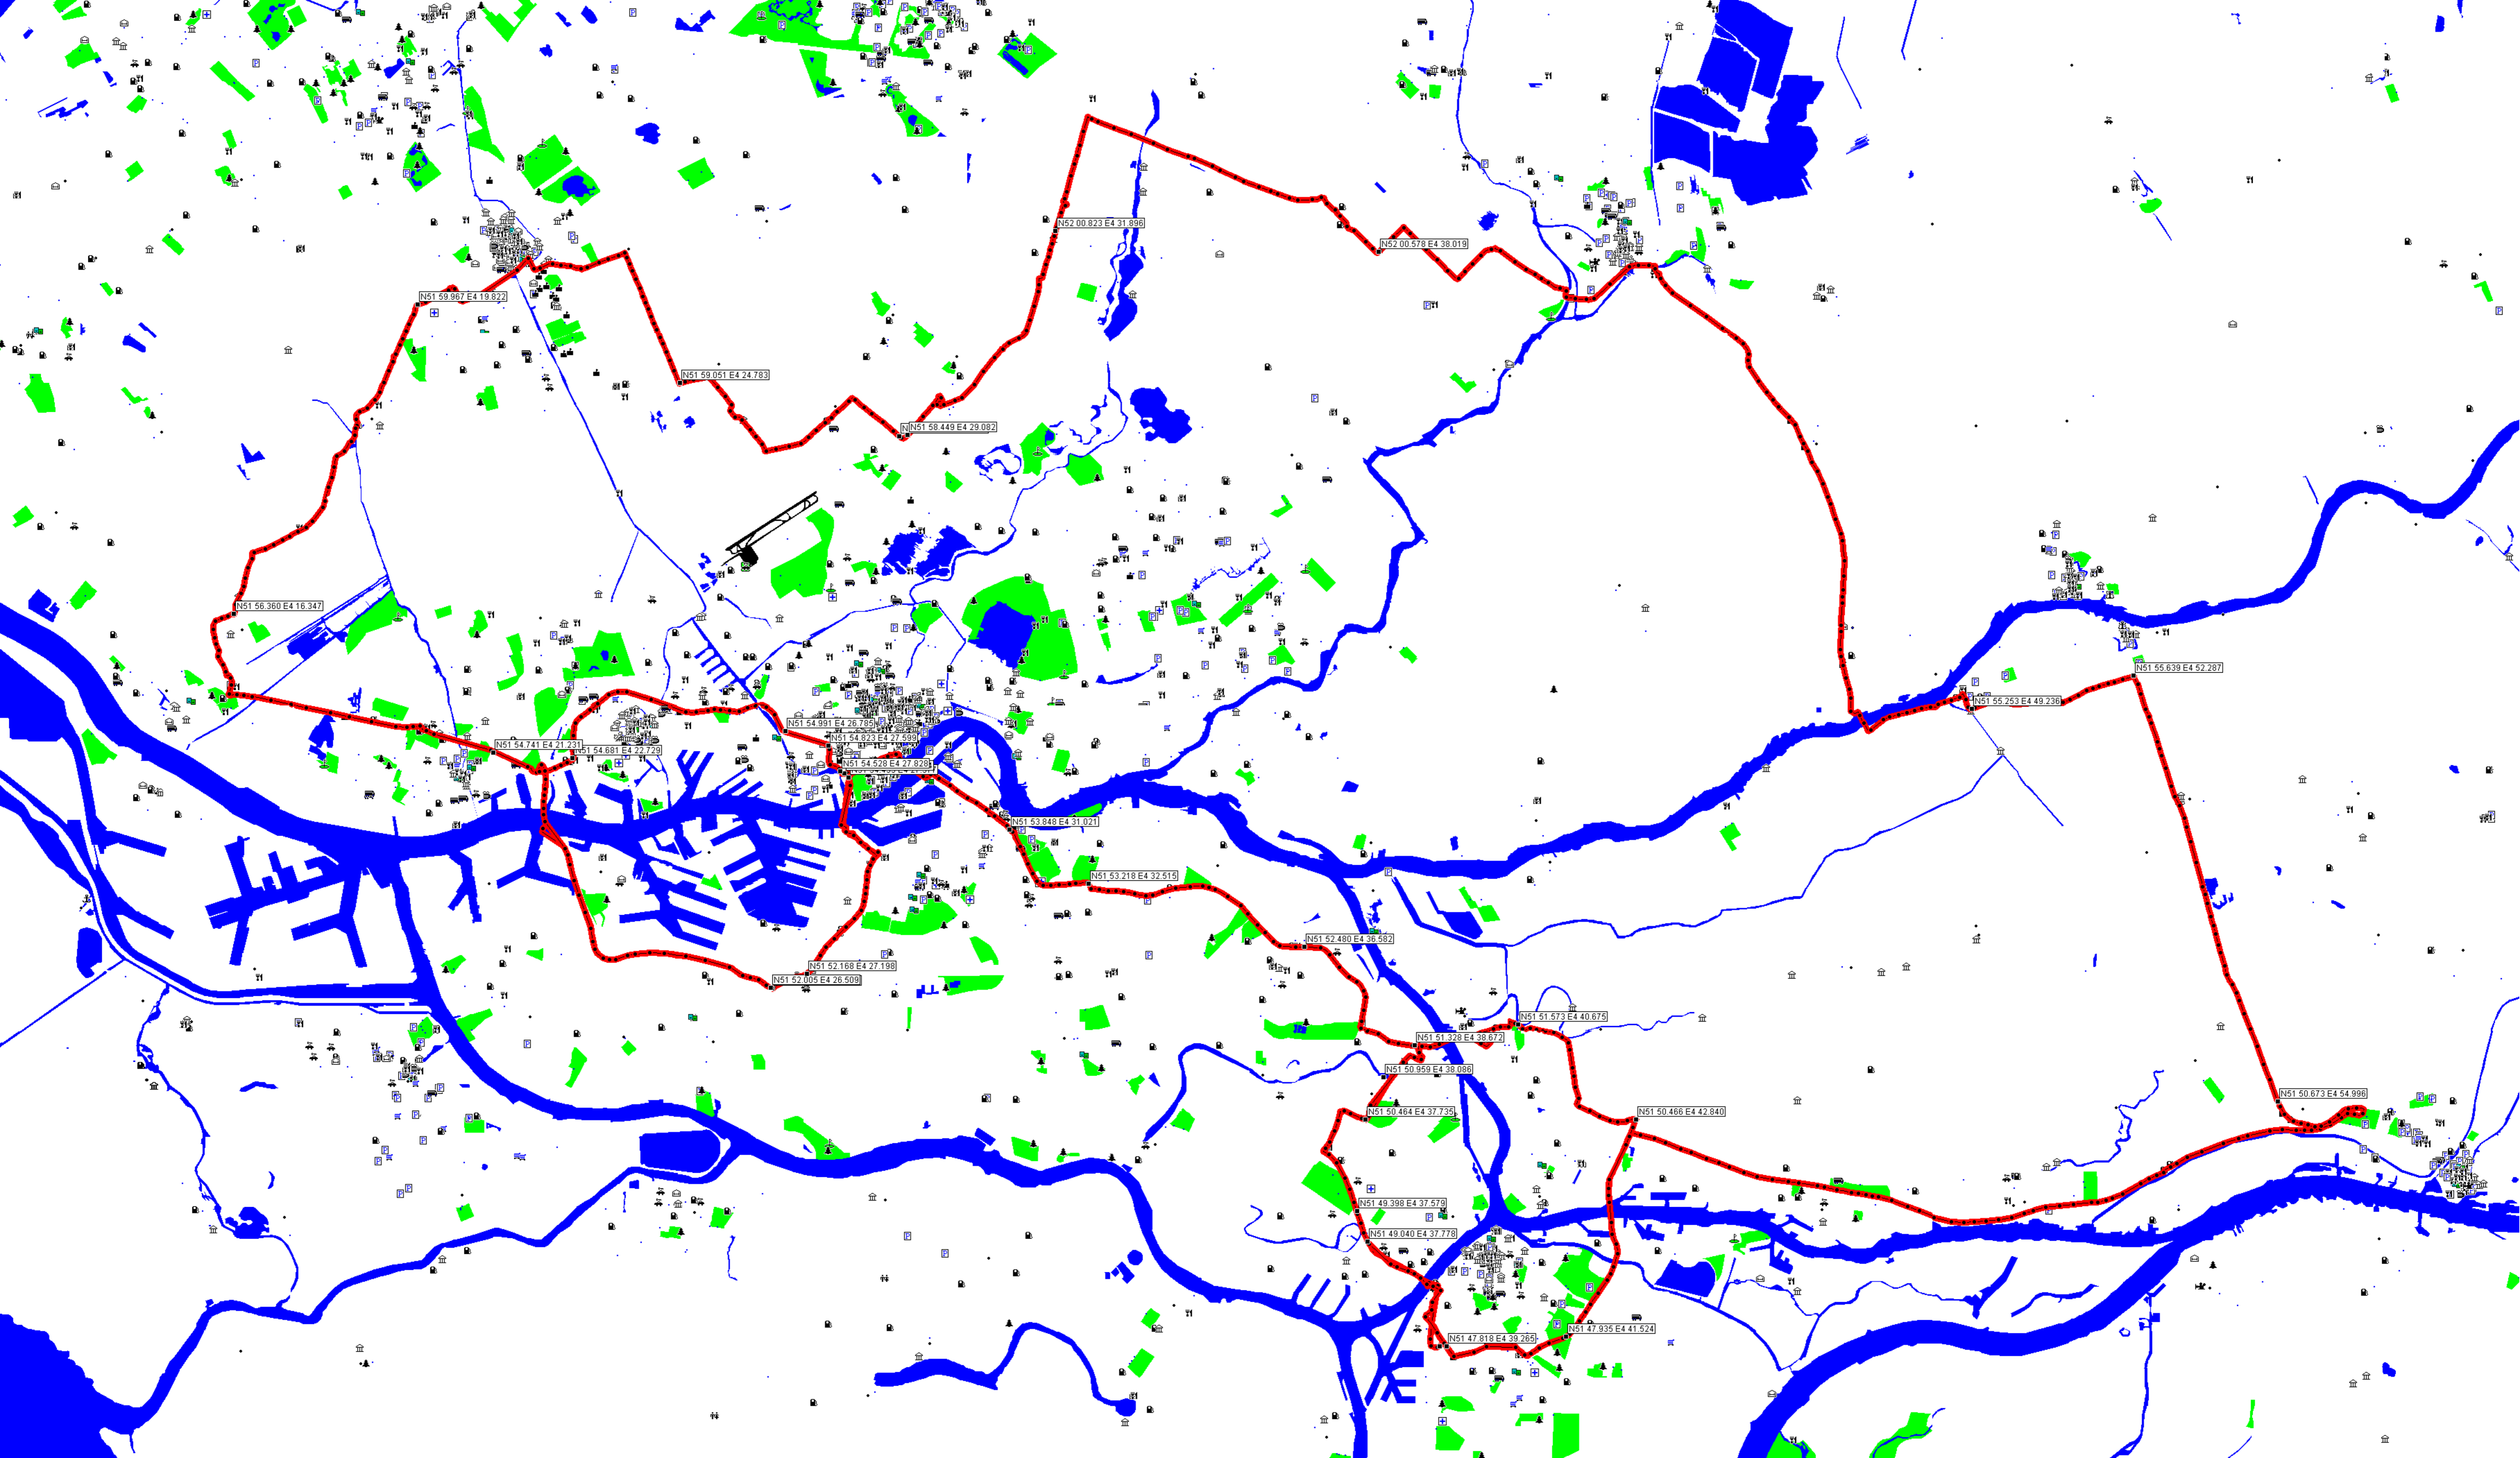 N52 00.823 E4 31.896
N52 00.578 E4 38.019
N51 59.967 E4 19.822
N51 59.051 E4 24.783
N51 58.449 E4 29.082
N51 56.360 E4 16.347
N51 55.639 E4 52.287
N51 55.253 E4 49.236
N51 54.991 E4 26.785
N51 54.823 E4 27.599
N51 54.741 E4 21.231
N51 54.681 E4 22.729
N51 54.528 E4 27.828
N51 53.848 E4 31.021
N51 53.218 E4 32.515
N51 52.480 E4 36.582
N51 52.168 E4 27.198
N51 52.005 E4 26.509
N51 51.573 E4 40.675
N51 51.328 E4 38.672
N51 50.959 E4 38.086
N51 50.673 E4 54.996
N51 50.464 E4 37.735
N51 50.466 E4 42.840
N51 49.398 E4 37.579
N51 49.040 E4 37.778
N51 47.935 E4 41.524
N51 47.818 E4 39.265